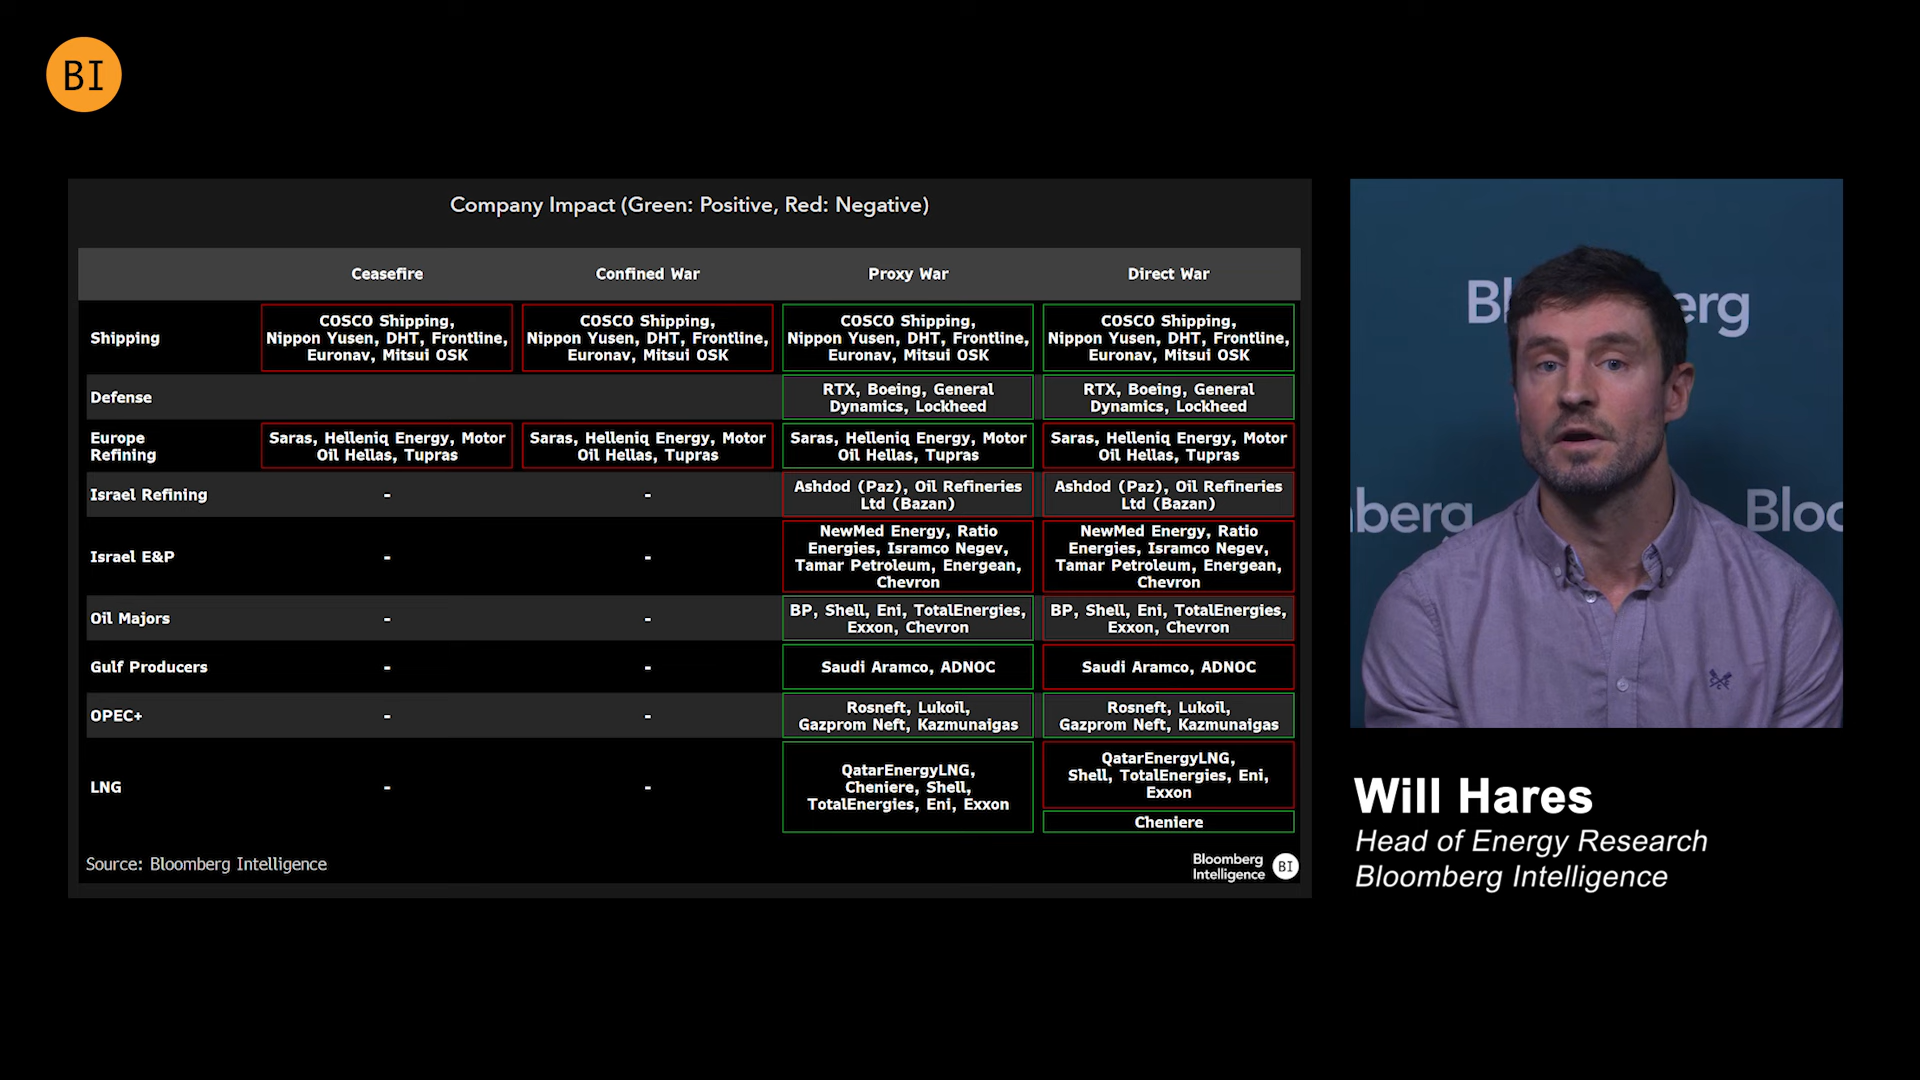 BI
Company Impact (Green: Positive, Red: Negative)
Ceasefire
Confined War
Proxy War
Direct War
Shipping
COSCO Shipping,
Nippon Yusen, DHT, Frontline,
Euronav, Mitsui OSK
COSCO Shipping,
Nippon Yusen, DHT, Frontline,
Euronav, Mitsui OSK
COSCO Shipping,
Nippon Yusen, DHT, Frontline,
Euronav, Mitsui OSK
COSCO Shipping,
Nippon Yusen, DHT, Frontline,
Euronav, Mitsui OSK
Defense
RTX, Boeing, General
Dynamics, Lockheed
RTX, Boeing, General
Dynamics, Lockheed
Europe
Refining
Saras, Helleniq Energy, Motor
Oil Hellas, Tupras
Saras, Helleniq Energy, Motor
Oil Hellas, Tupras
Saras, Helleniq Energy, Motor
Oil Hellas, Tupras
Saras, Helleniq Energy, Motor
Oil Hellas, Tupras
Israel Refining
-
-
Ashdod (Paz), Oil Refineries
Ltd (Bazan)
Ashdod (Paz), Oil Refineries
Ltd (Bazan)
Israel E&P
-
-
NewMed Energy, Ratio
Energies, Isramco Negev,
Tamar Petroleum, Energean,
Chevron
NewMed Energy, Ratio
Energies, Isramco Negev,
Tamar Petroleum, Energean,
Chevron
Oil Majors
-
-
BP, Shell, Eni, TotalEnergies,
Exxon, Chevron
BP, Shell, Eni, TotalEnergies,
Exxon, Chevron
Gulf Producers
-
-
Saudi Aramco, ADNOC
Saudi Aramco, ADNOC
OPEC+
-
-
Rosneft, Lukoil,
Gazprom Neft, Kazmunaigas
Rosneft, Lukoil,
Gazprom Neft, Kazmunaigas
LNG
-
-
QatarEnergyLNG,
Cheniere, Shell,
TotalEnergies, Eni, Exxon
QatarEnergyLNG,
Shell, TotalEnergies, Eni,
Exxon
Cheniere
Source: Bloomberg Intelligence
Bloomberg
Intelligence
BI
Bl erg
berg
Bloo
Will Hares
Head of Energy Research
Bloomberg Intelligence